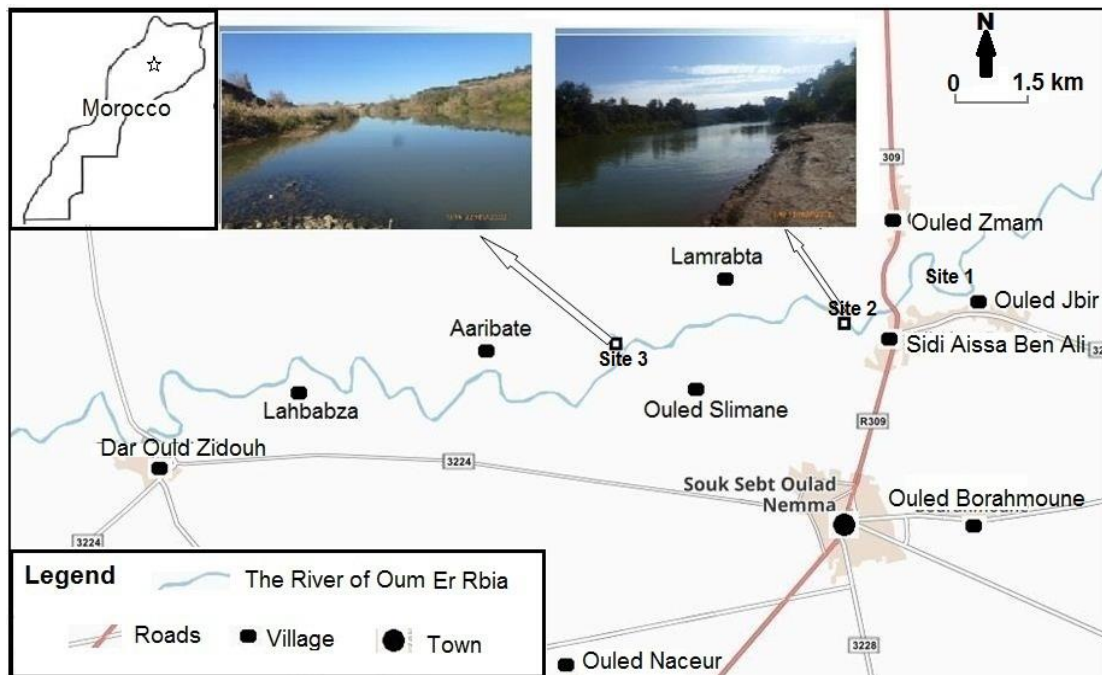 Morocco
N
0 1.5 km
309
Ouled Zmam
Lamrabta
Site 1
Ouled Jbir
Site 2
Aaribate
Site 3
Sidi Aissa Ben Ali
Lahbabza
Ouled Slimane
R309
Dar Ould Zidouh
3224
Souk Sebt Oulad
Nemma
Ouled Borahmoune
3224
Legend
The River of Oum Er Rbia
Roads
Village
Town
3228
Ouled Naceur